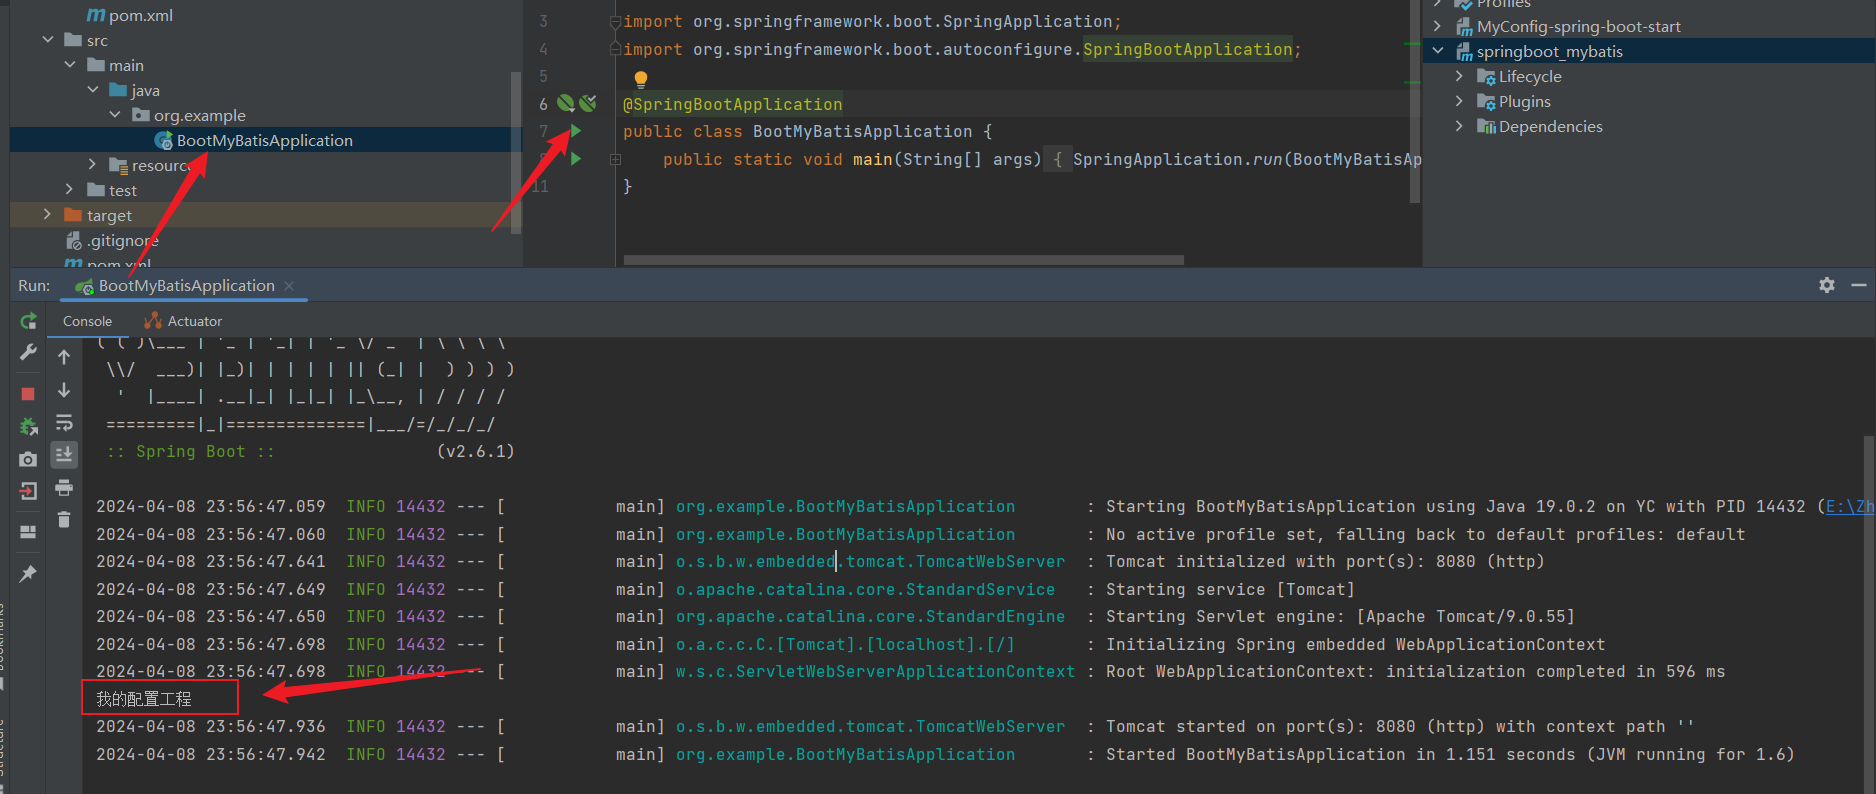 pom.xml
src
main
java
org.example
BootMyBatisApplication
resourc
test
target
.gitignore
pom.xml
3 import org.springframework.boot.SpringApplication;
4 import org.springframework.boot.autoconfigure.SpringBootApplication;
5
6 @SpringBootApplication
7 public class BootMyBatisApplication {
public static void main(String[] args) { SpringApplication.run(BootMyBatisAp
11 }
Profiles
MyConfig-spring-boot-start
springboot_mybatis
Lifecycle
Plugins
Dependencies
Run: BootMyBatisApplication
Console Actuator
( ( )\___ | '_ | '_| | '_ \/ _` | \ \ \ \
\\/ ___)| |_)| | | | | || (_| | ) ) ) )
' |____| .__|_| |_|_| |_\__, | / / / /
=========|_|==============|___/=/_/_/_/
:: Spring Boot :: (v2.6.1)
2024-04-08 23:56:47.059 INFO 14432 --- [ main] org.example.BootMyBatisApplication : Starting BootMyBatisApplication using Java 19.0.2 on YC with PID 14432 (E:\Zh
2024-04-08 23:56:47.060 INFO 14432 --- [ main] org.example.BootMyBatisApplication : No active profile set, falling back to default profiles: default
2024-04-08 23:56:47.641 INFO 14432 --- [ main] o.s.b.w.embedded.tomcat.TomcatWebServer : Tomcat initialized with port(s): 8080 (http)
2024-04-08 23:56:47.649 INFO 14432 --- [ main] o.apache.catalina.core.StandardService : Starting service [Tomcat]
2024-04-08 23:56:47.650 INFO 14432 --- [ main] org.apache.catalina.core.StandardEngine : Starting Servlet engine: [Apache Tomcat/9.0.55]
2024-04-08 23:56:47.698 INFO 14432 --- [ main] o.a.c.c.C.[Tomcat].[localhost].[/] : Initializing Spring embedded WebApplicationContext
2024-04-08 23:56:47.698 INFO 14432 --- [ main] w.s.c.ServletWebServerApplicationContext : Root WebApplicationContext: initialization completed in 596 ms
我的配置工程
2024-04-08 23:56:47.936 INFO 14432 --- [ main] o.s.b.w.embedded.tomcat.TomcatWebServer : Tomcat started on port(s): 8080 (http) with context path ''
2024-04-08 23:56:47.942 INFO 14432 --- [ main] org.example.BootMyBatisApplication : Started BootMyBatisApplication in 1.151 seconds (JVM running for 1.6)